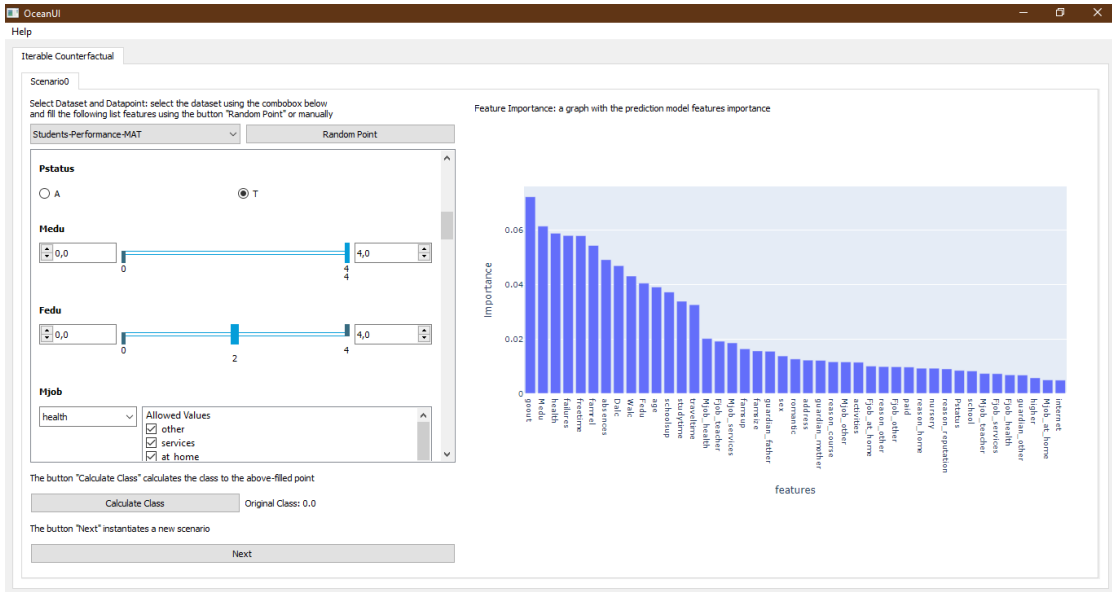 OceanUI
Help
Iterable Counterfactual
Scenario0
Select Dataset and Datapoint: select the dataset using the combobox below
and fill the following list features using the button "Random Point" or manually
Students-Performance-MAT
Random Point
Pstatus
A
T
Medu
0,0
4,0
0
4
4
Fedu
0,0
4,0
0
2
4
Mjob
health
Allowed Values
other
services
at home
The button "Calculate Class" calculates the class to the above-filled point
Calculate Class
Original Class: 0.0
The button "Next" instantiates a new scenario
Next
Feature Importance: a graph with the prediction model features importance
Importance
0.06
0.04
0.02
0
goout
Medu
health
failures
freetime
famrel
absences
Dalc
Walc
Fedu
age
schoolsup
studytime
traveltime
Mjob_health
Fjob_teacher
Mjob_services
famsup
famsize
guardian_father
sex
romantic
address
guardian_mother
reason_course
Mjob_other
activities
Fjob_at_home
reason_other
Fjob_other
paid
reason_home
nursery
reason_reputation
Pstatus
school
Mjob_teacher
Fjob_services
Fjob_health
guardian_other
higher
Mjob_at_home
internet
features